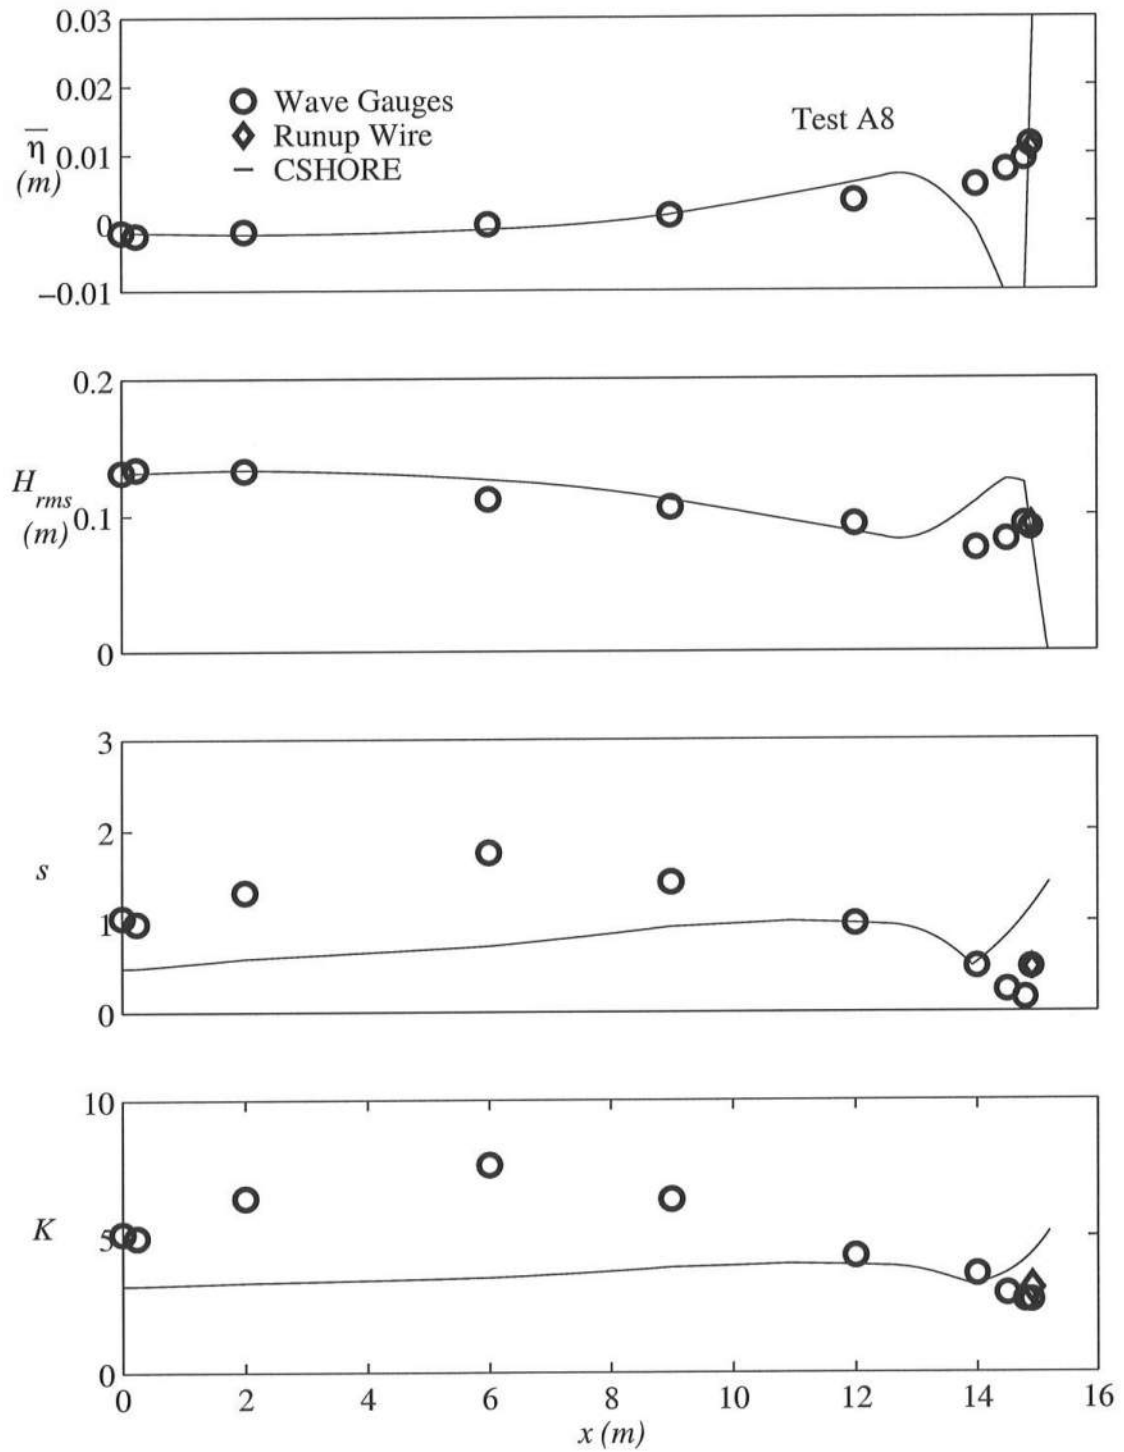 0.03
0.02
0.01
0
−0.01
η̅
(m)
Wave Gauges
Runup Wire
CSHORE
Test A8
0.2
0.1
0
H_rms
(m)
3
2
1
0
s
10
5
0
K
0 2 4 6 8 10 12 14 16
x (m)